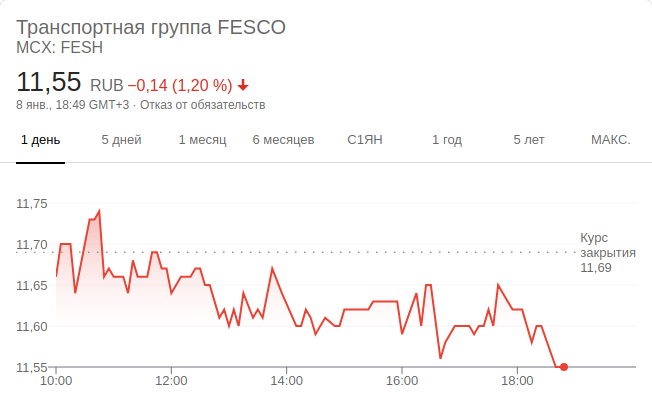 Транспортная группа FESCO
MCX: FESH
11,55 RUB −0,14 (1,20 %) ↓
8 янв., 18:49 GMT+3 · Отказ от обязательств
1 день 5 дней 1 месяц 6 месяцев С1ЯН 1 год 5 лет МАКС.
11,75
11,70
11,65
11,60
11,55
Курс
закрытия
11,69
10:00 12:00 14:00 16:00 18:00